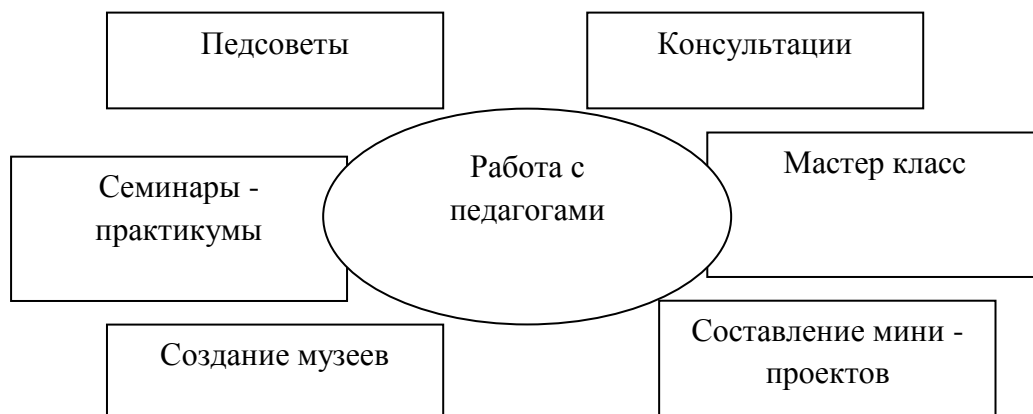 Педсоветы
Консультации
Работа с
педагогами
Мастер класс
Семинары -
практикумы
Создание музеев
Составление мини -
проектов